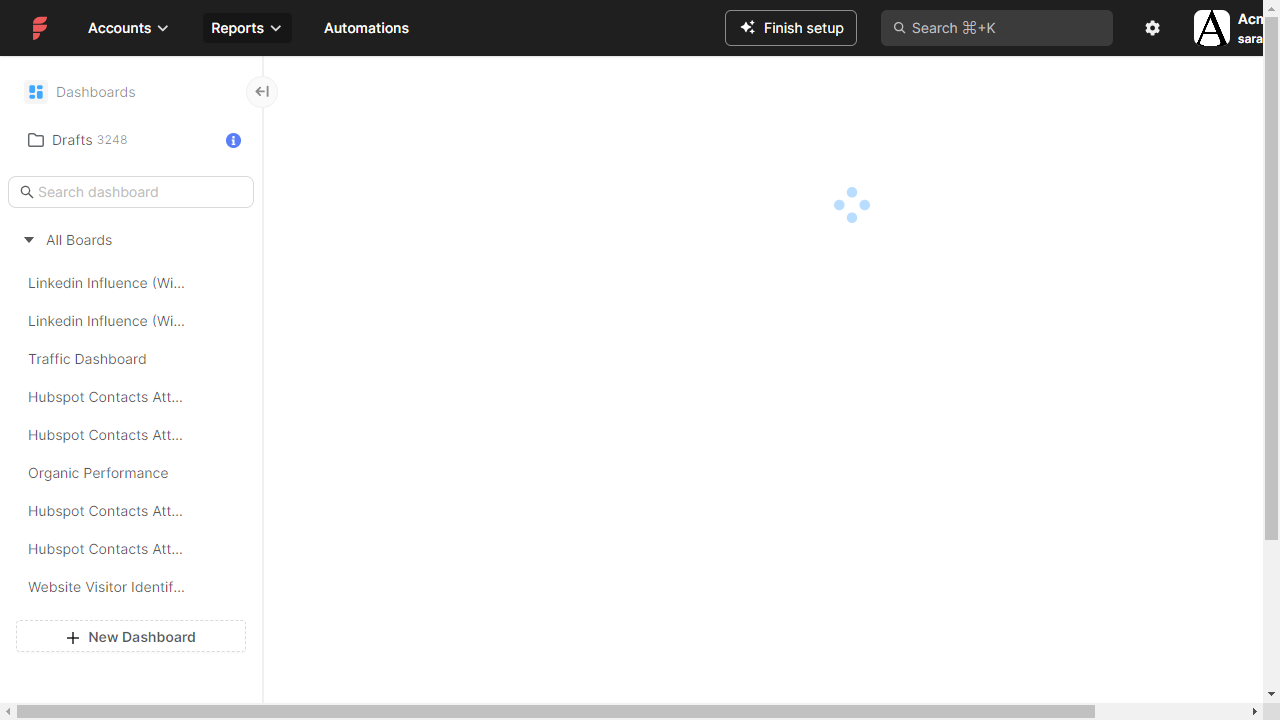 Accounts
Reports
Automations
Finish setup
Search ⌘+K
Acm
sara
Dashboards
Drafts 3248
Search dashboard
All Boards
Linkedin Influence (Wi...
Linkedin Influence (Wi...
Traffic Dashboard
Hubspot Contacts Att...
Hubspot Contacts Att...
Organic Performance
Hubspot Contacts Att...
Hubspot Contacts Att...
Website Visitor Identif...
New Dashboard